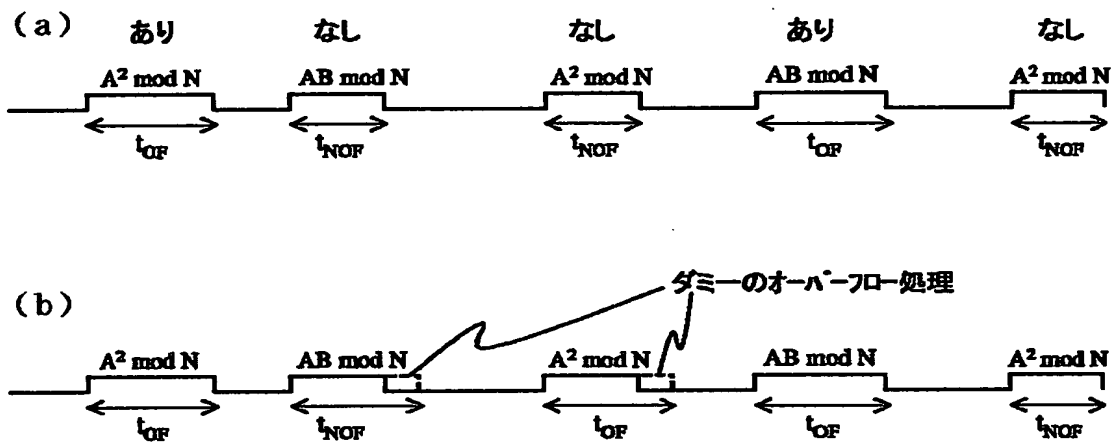 (a) あり なし なし あり なし
A² mod N AB mod N A² mod N AB mod N A² mod N
tOF tNOF tNOF tOF tNOF
ダミーのオーバーフロー処理
(b)
A² mod N AB mod N A² mod N AB mod N A² mod N
tOF tNOF tOF tOF tNOF